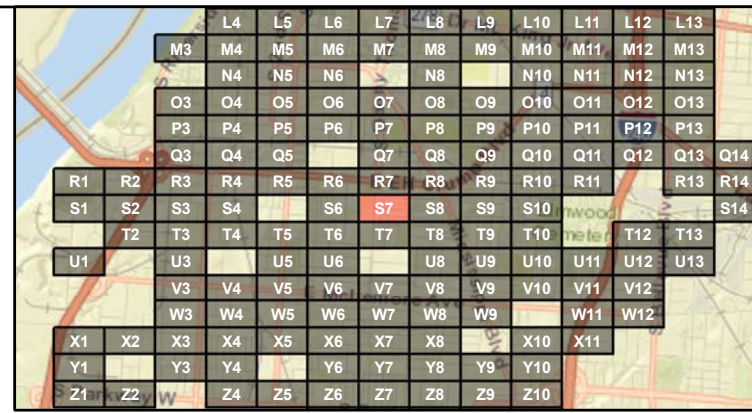 L4 L5 L6 L7 L8 L9 L10 L11 L12 L13
M3 M4 M5 M6 M7 M8 M9 M10 M11 M12 M13
N4 N5 N6 N8 N10 N11 N12 N13
O3 O4 O5 O6 O7 O8 O9 O10 O11 O12 O13
P3 P4 P5 P6 P7 P8 P9 P10 P11 P12 P13
Q3 Q4 Q5 Q7 Q8 Q9 Q10 Q11 Q12 Q13 Q14
R1 R2 R3 R4 R5 R6 R7 R8 R9 R10 R11 R13 R14
S1 S2 S3 S4 S6 S7 S8 S9 S10 S14
T2 T3 T4 T5 T6 T7 T8 T9 T10 T12 T13
U1 U3 U5 U6 U8 U9 U10 U11 U12 U13
V3 V4 V5 V6 V7 V8 V9 V10 V11 V12
W3 W4 W5 W6 W7 W8 W9 W11 W12
X1 X2 X3 X4 X5 X6 X7 X8 X10 X11
Y1 Y3 Y4 Y6 Y7 Y8 Y9 Y10
Z1 Z2 Z4 Z5 Z6 Z7 Z8 Z9 Z10